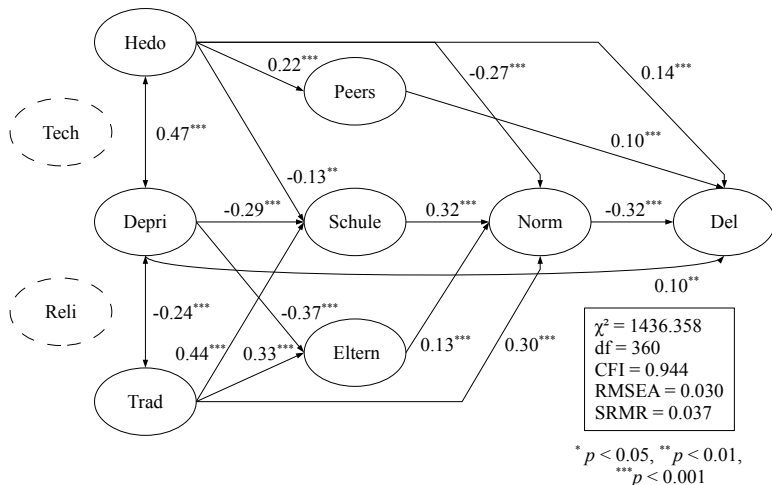 Hedo
0.22***
-0.27***
0.14***
Peers
Tech
0.47***
0.10***
-0.13**
Depri
-0.29***
Schule
0.32***
Norm
-0.32***
Del
Reli
-0.24***
-0.37***
0.10**
0.44***
0.33***
Eltern
0.13***
0.30***
Trad
χ² = 1436.358
df = 360
CFI = 0.944
RMSEA = 0.030
SRMR = 0.037
* p < 0.05, ** p < 0.01,
***p < 0.001